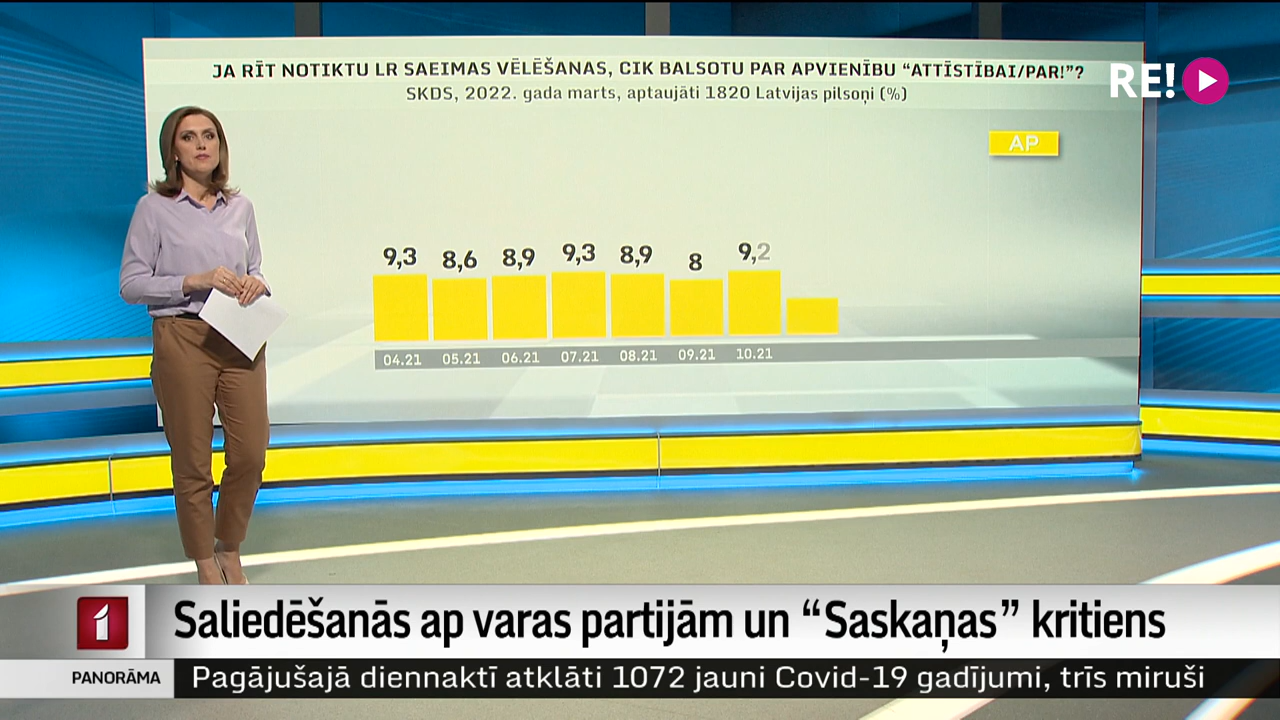 JA RĪT NOTIKTU LR SAEIMAS VĒLĒŠANAS, CIK BALSOTU PAR APVIENĪBU “ATTĪSTĪBAI/PAR!”?
SKDS, 2022. gada marts, aptaujāti 1820 Latvijas pilsoņi (%)
RE!
AP
9,3 8,6 8,9 9,3 8,9 8 9,2
04.21 05.21 06.21 07.21 08.21 09.21 10.21
1 Saliedēšanās ap varas partijām un “Saskaņas” kritiens
PANORĀMA Pagājušajā diennaktī atklāti 1072 jauni Covid-19 gadījumi, trīs miruši